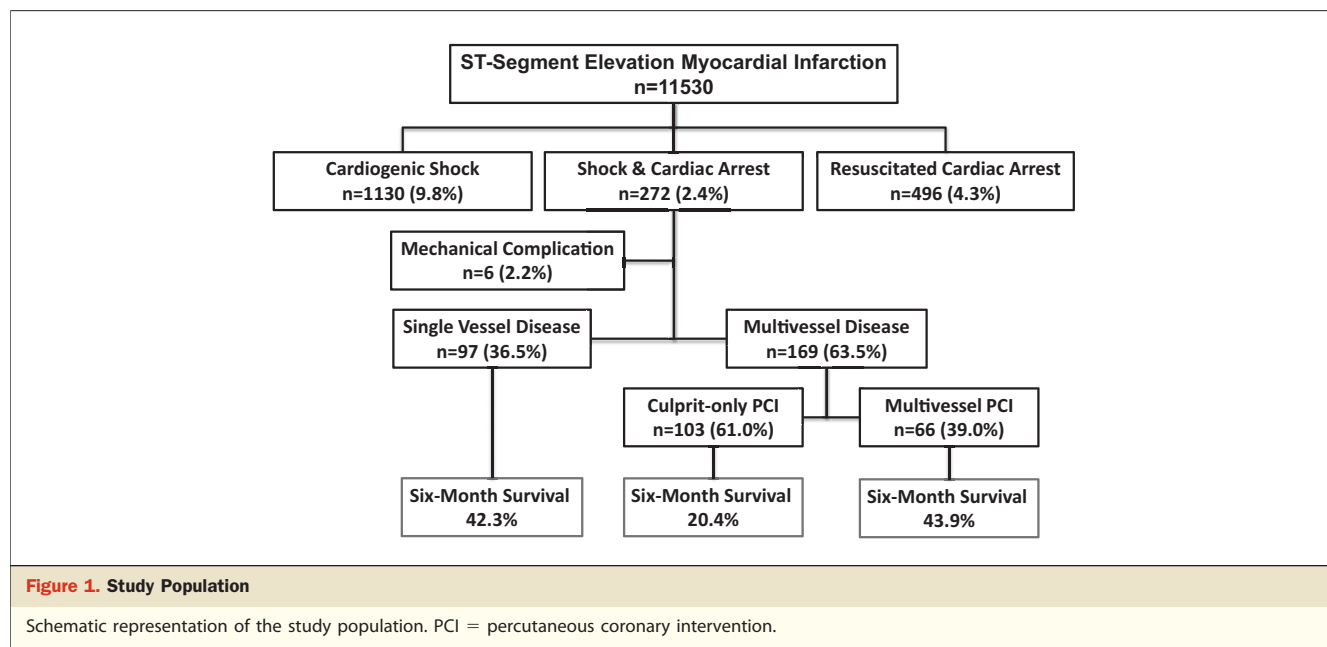 ST-Segment Elevation Myocardial Infarction
n=11530
Cardiogenic Shock
n=1130 (9.8%)
Shock & Cardiac Arrest
n=272 (2.4%)
Resuscitated Cardiac Arrest
n=496 (4.3%)
Mechanical Complication
n=6 (2.2%)
Single Vessel Disease
n=97 (36.5%)
Multivessel Disease
n=169 (63.5%)
Culprit-only PCI
n=103 (61.0%)
Multivessel PCI
n=66 (39.0%)
Six-Month Survival
42.3%
Six-Month Survival
20.4%
Six-Month Survival
43.9%
Figure 1. Study Population
Schematic representation of the study population. PCI = percutaneous coronary intervention.